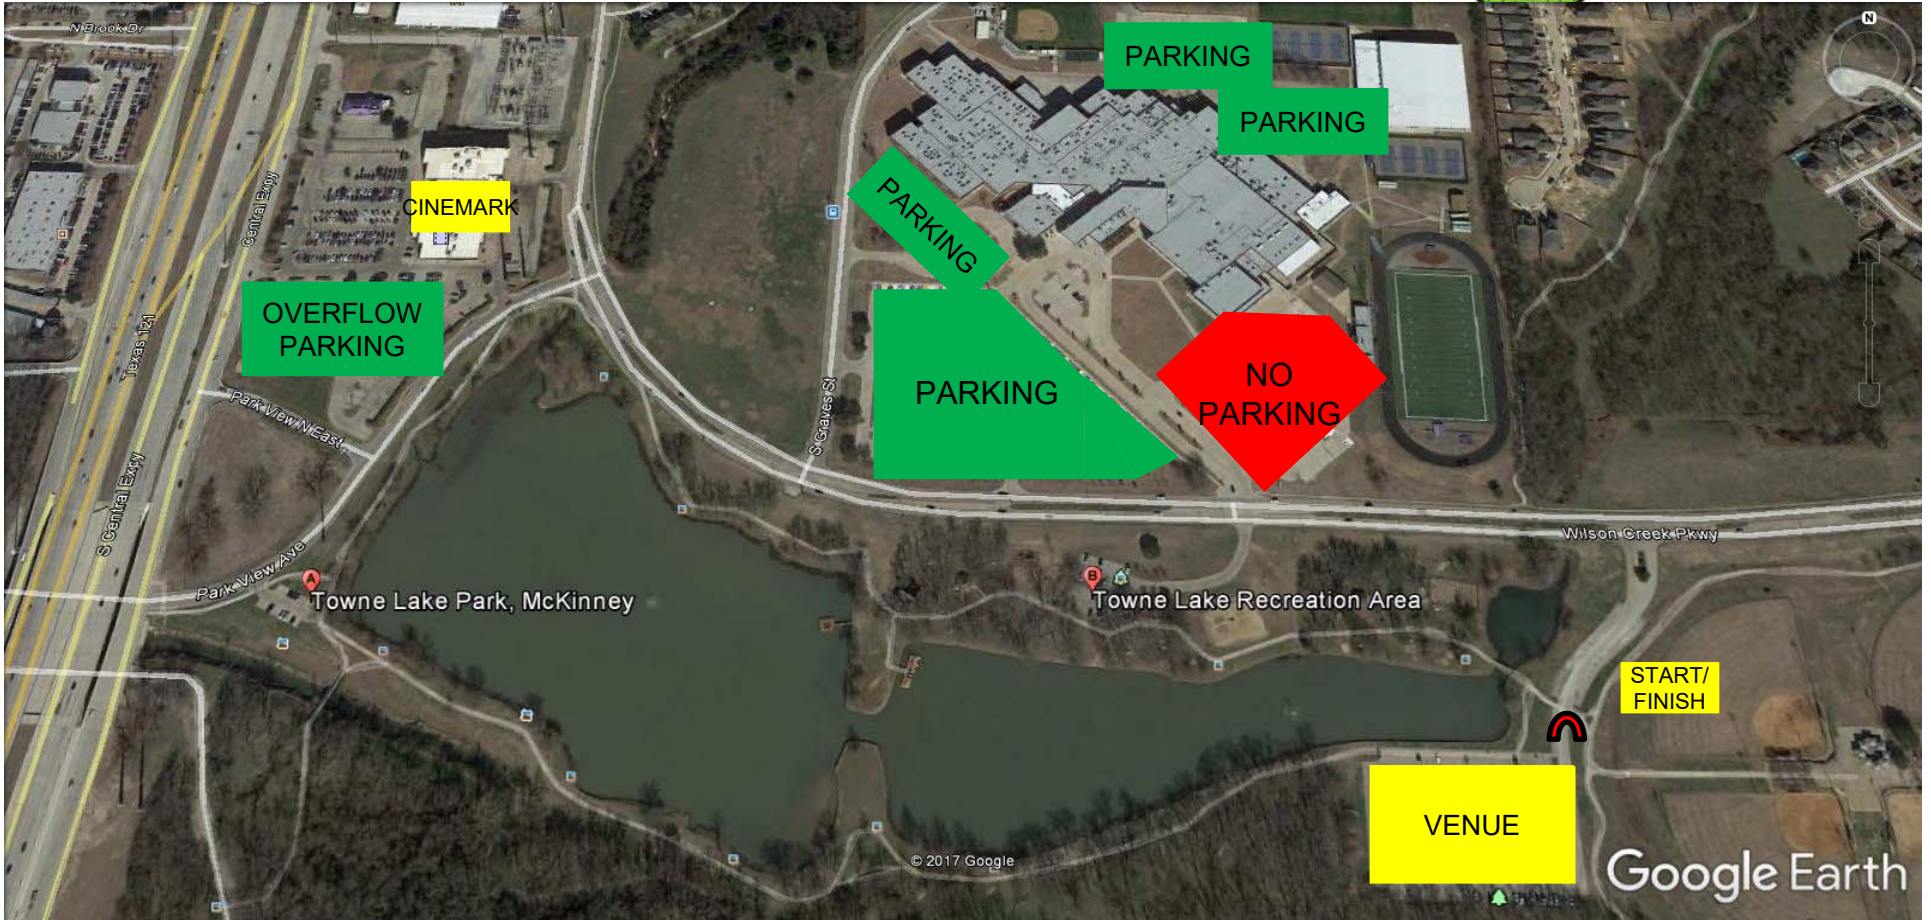 N Brook Dr
N
PARKING
PARKING
PARKING
CINEMARK
Central Expy
OVERFLOW
PARKING
Texas 121
PARKING
NO
PARKING
Park View N East
S Graves St
S Central Expy
Wilson Creek Pkwy
Park View Ave
A
Towne Lake Park, McKinney
B
Towne Lake Recreation Area
START/
FINISH
VENUE
© 2017 Google
Google Earth